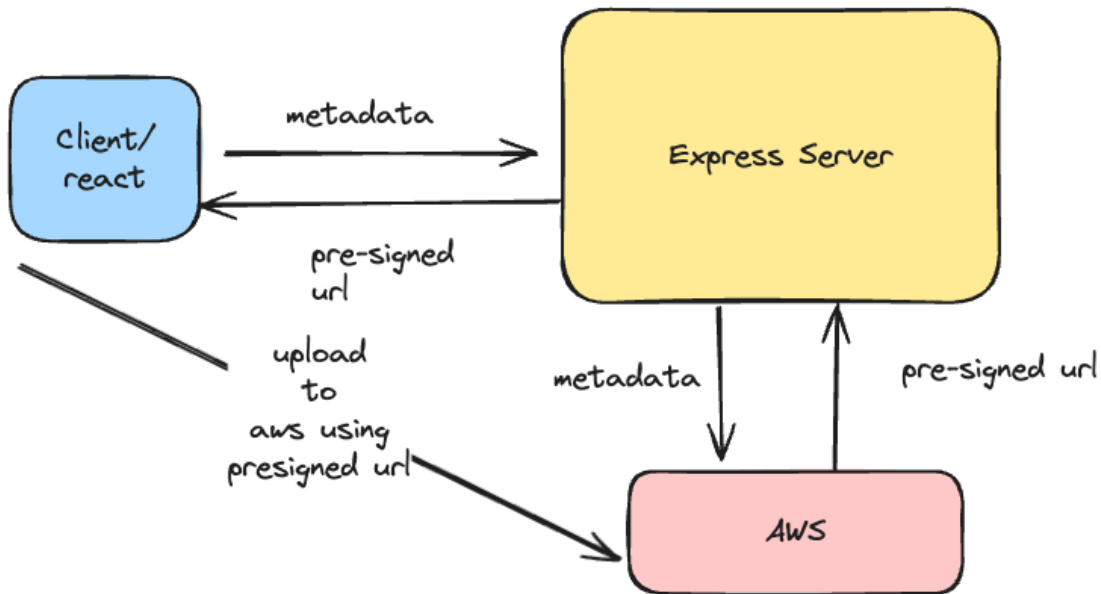 Client/
react
metadata
Express Server
pre-signed
url
upload
to
aws using
presigned url
metadata
pre-signed url
AWS